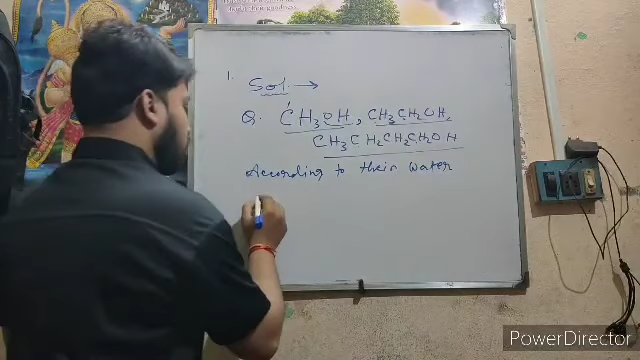 1.
Sol. →
Q. CH3OH, CH3CH2OH,
CH3CH2CH2CH2OH
According to their water
PowerDirector